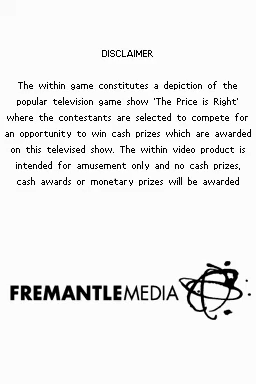 DISCLAIMER
The within game constitutes a depiction of the
popular television game show 'The Price is Right'
where the contestants are selected to compete for
an opportunity to win cash prizes which are awarded
on this televised show. The within video product is
intended for amusement only and no cash prizes,
cash awards or monetary prizes will be awarded
FREMANTLEMEDIA